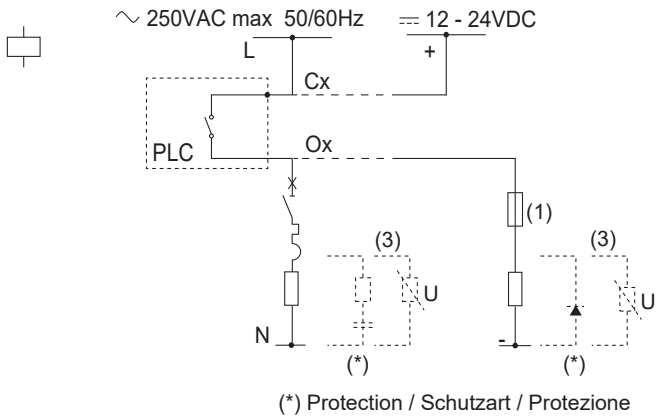 250VAC max 50/60Hz
12 - 24VDC
L
+
Cx
PLC
Ox
(1)
(3)
(3)
U
U
N
-
(*)
(*)
(*) Protection / Schutzart / Protezione